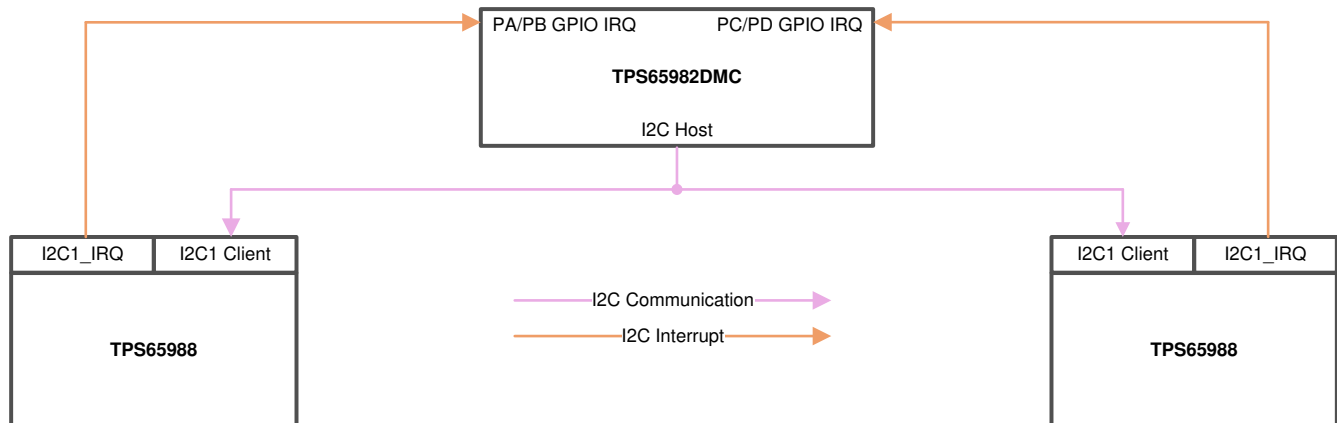 PA/PB GPIO IRQ PC/PD GPIO IRQ
TPS65982DMC
I2C Host
I2C1_IRQ I2C1 Client I2C1 Client I2C1_IRQ
I2C Communication
I2C Interrupt
TPS65988 TPS65988